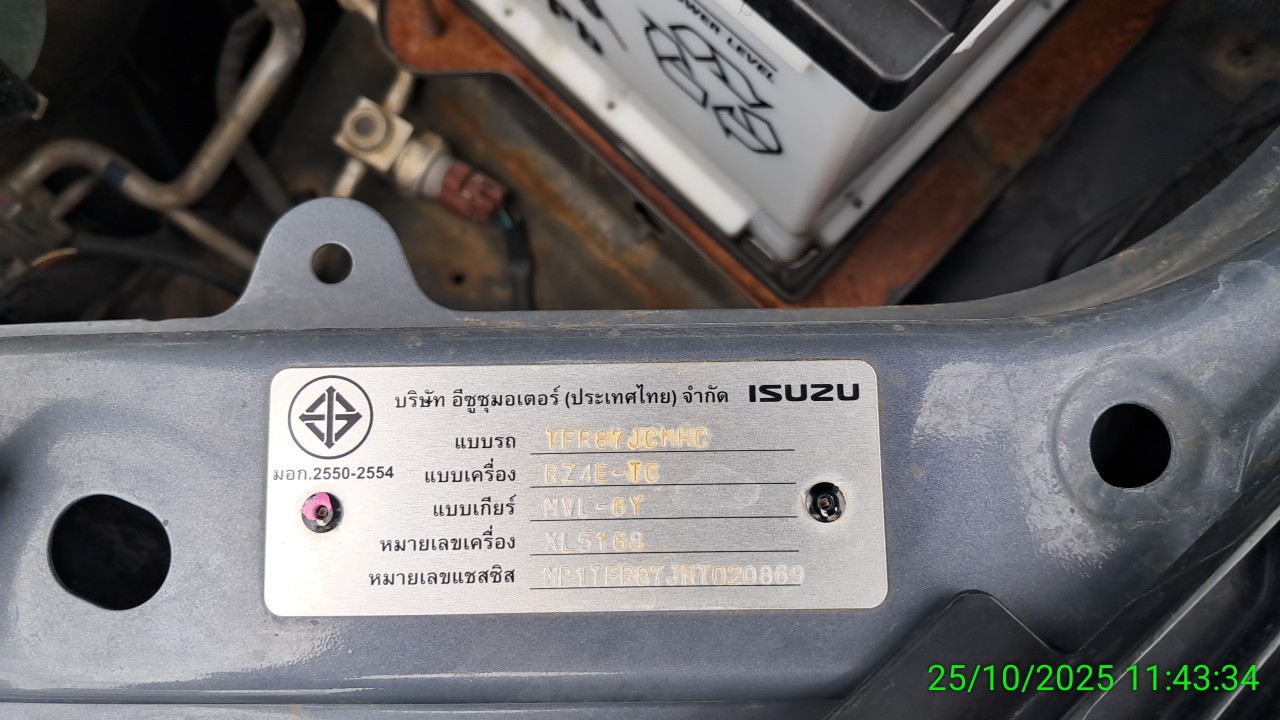 LOWER LEVEL
บริษัท อีซูซุมอเตอร์ (ประเทศไทย) จำกัด ISUZU
มอก.2550-2554
แบบรถ TFR8YJCMHC
แบบเครื่อง RZ4E-TC
แบบเกียร์ MVL-6Y
หมายเลขเครื่อง XL5168
หมายเลขแชสซิส MP1TFR8YJNT020869
25/10/2025 11:43:34